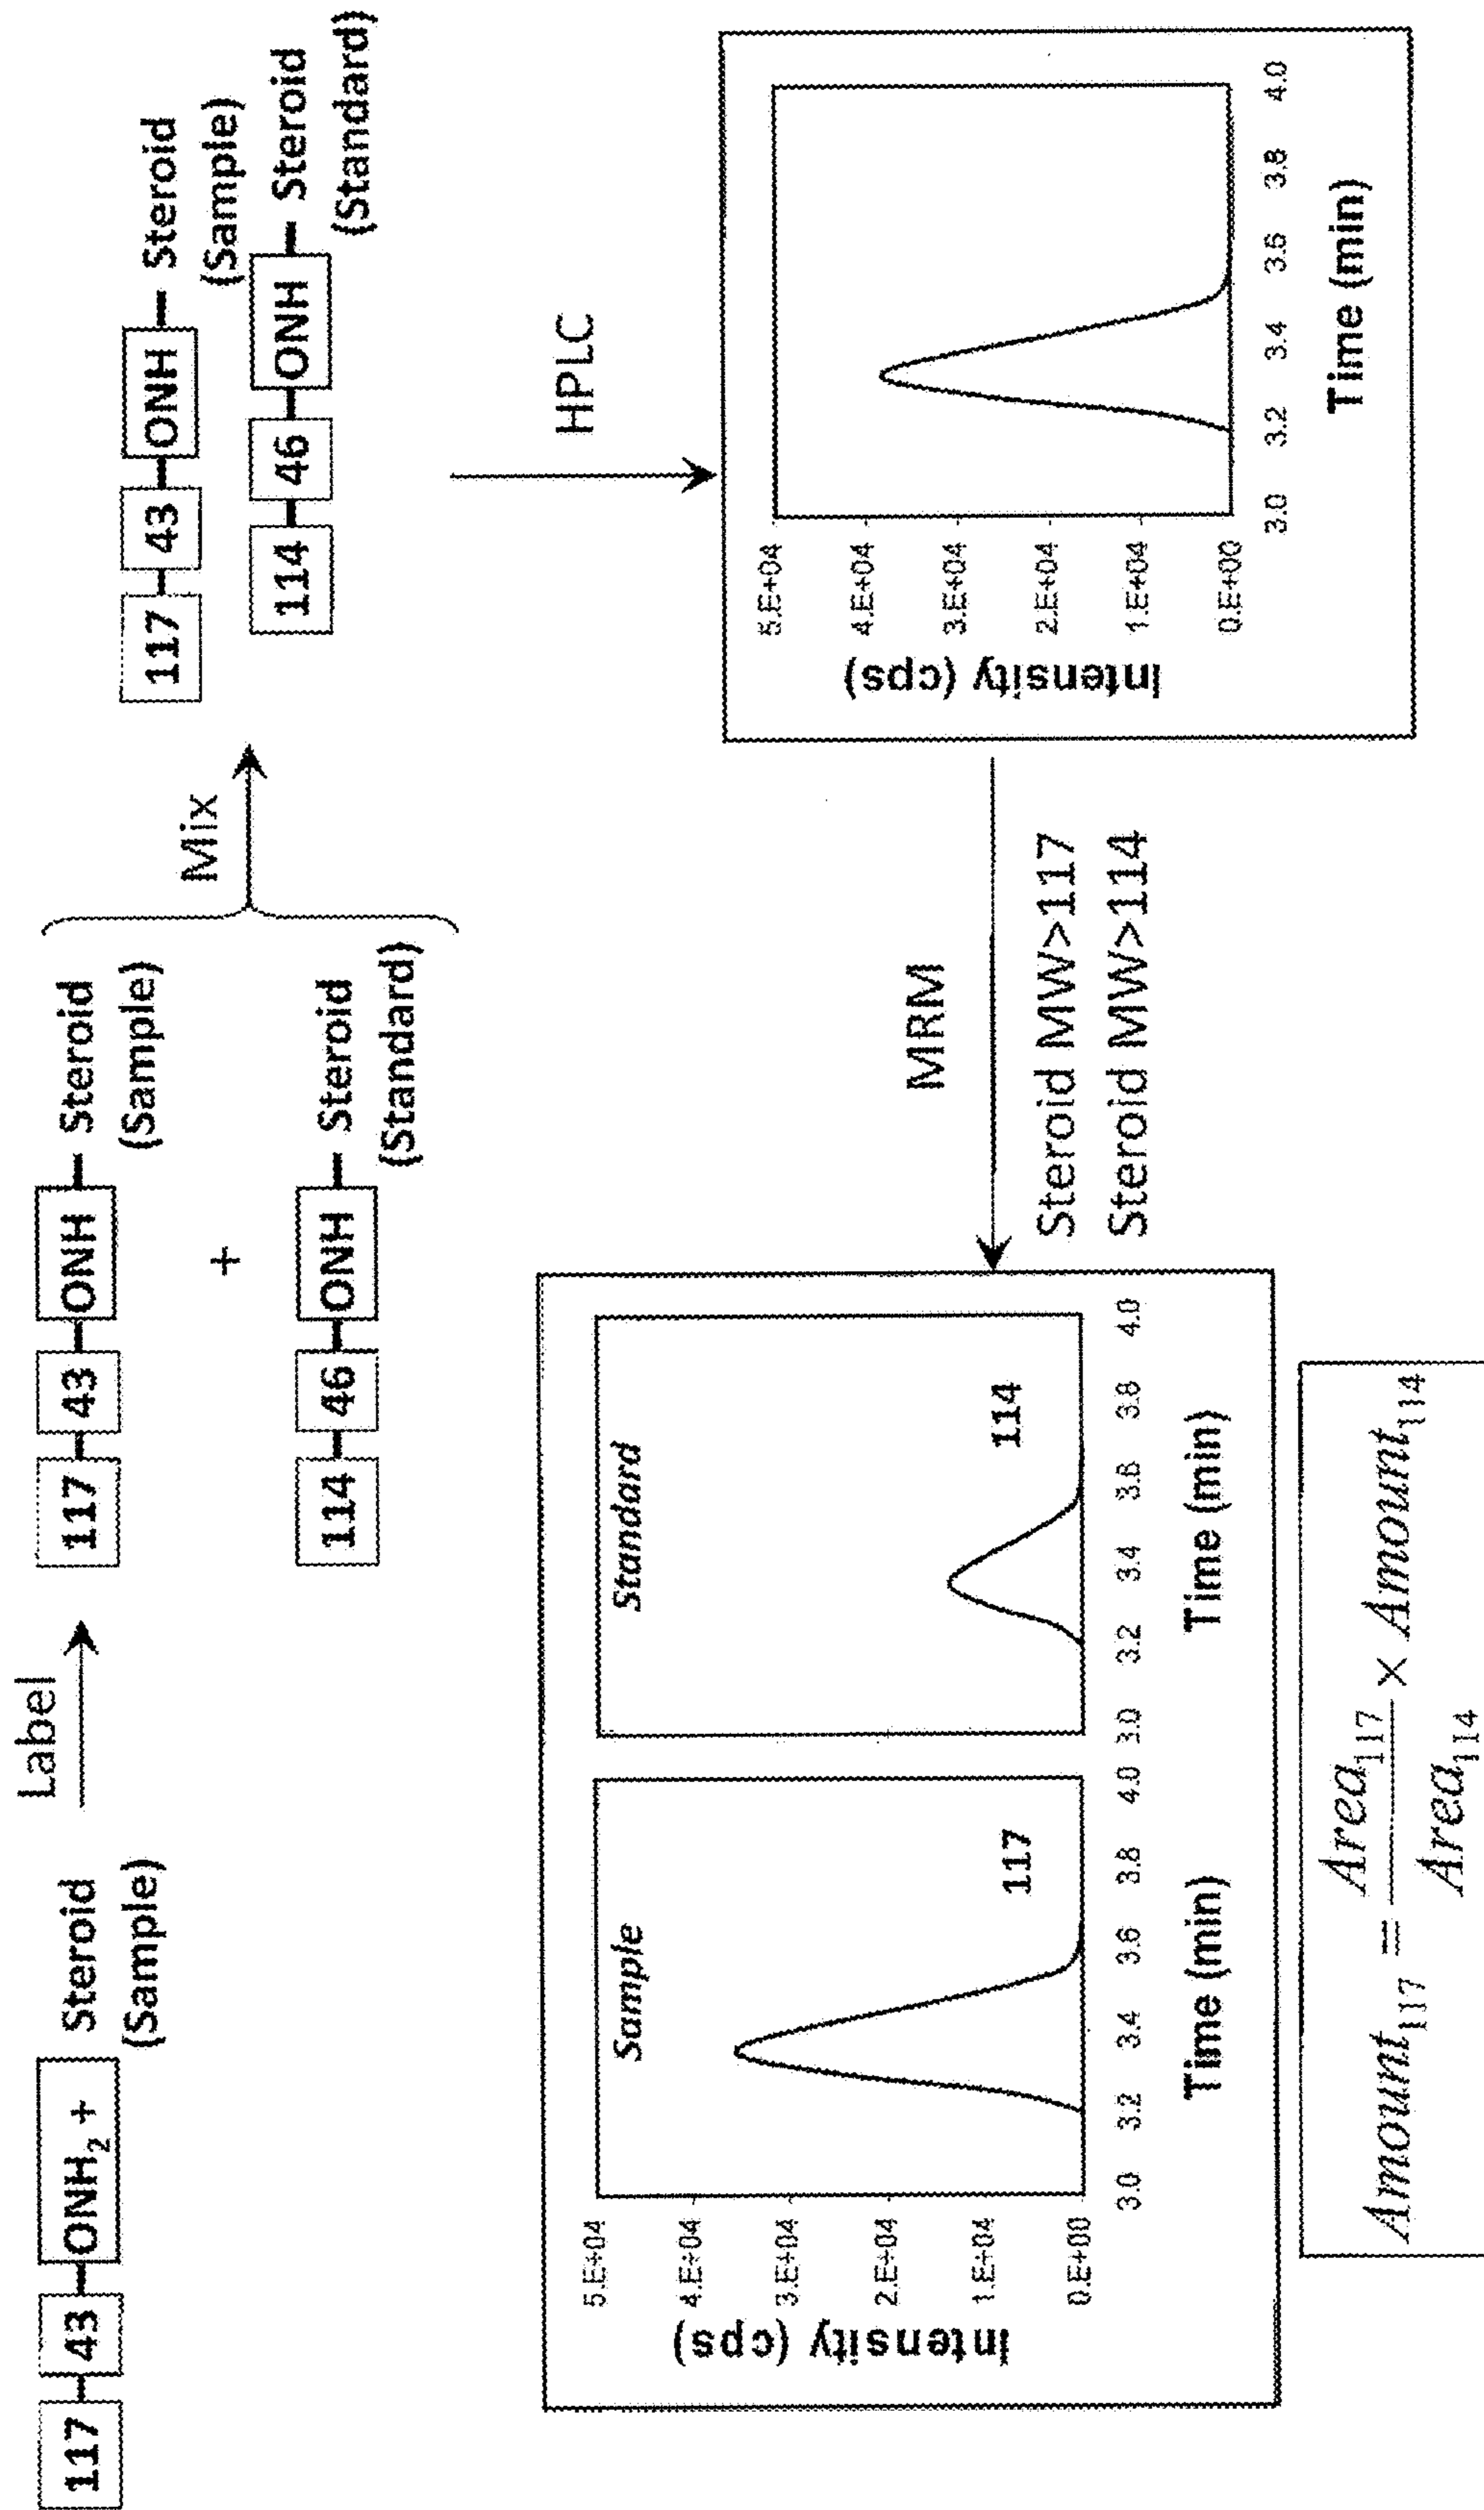 117 43 ONH₂ + Steroid
(Sample)
Label
117 43 ONH Steroid
(Sample)
+
114 46 ONH Steroid
(Standard)
Mix
117 43 ONH Steroid
(Sample)
114 46 ONH Steroid
(Standard)
HPLC
Intensity (cps)
5.E+04
4.E+04
3.E+04
2.E+04
1.E+04
0.E+00
3.0 3.2 3.4 3.6 3.8 4.0
Time (min)
MRM
Steroid MW>117
Steroid MW>114
Intensity (cps)
5.E+04
4.E+04
3.E+04
2.E+04
1.E+04
0.E+00
Sample
117
3.0 3.2 3.4 3.6 3.8 4.0
Time (min)
Standard
114
3.0 3.2 3.4 3.6 3.8 4.0
Time (min)
Amount₁₁₇ = Area₁₁₇ / Area₁₁₄ × Amount₁₁₄